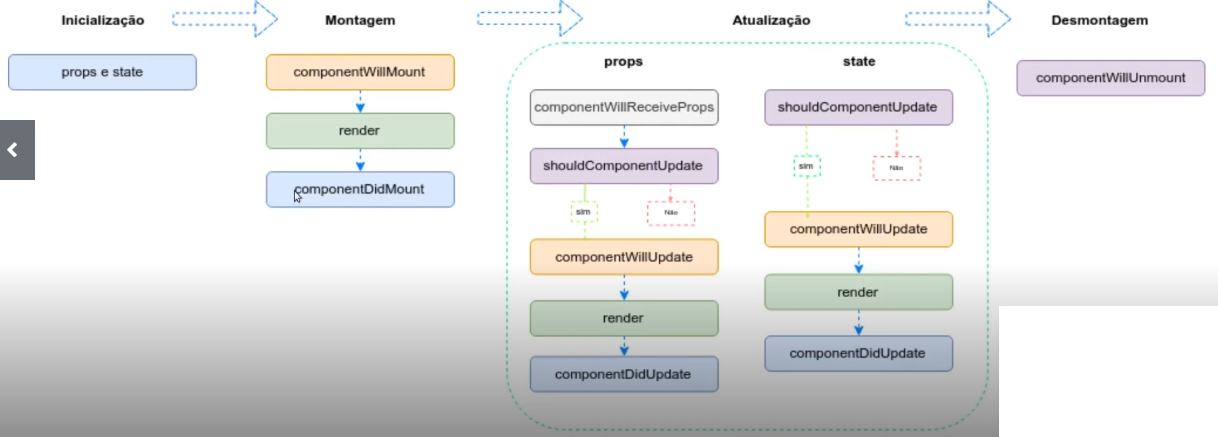 Inicialização
Montagem
Atualização
Desmontagem
props e state
componentWillMount
render
componentDidMount
props
componentWillReceiveProps
shouldComponentUpdate
sim
Não
componentWillUpdate
render
componentDidUpdate
state
shouldComponentUpdate
sim
Não
componentWillUpdate
render
componentDidUpdate
componentWillUnmount